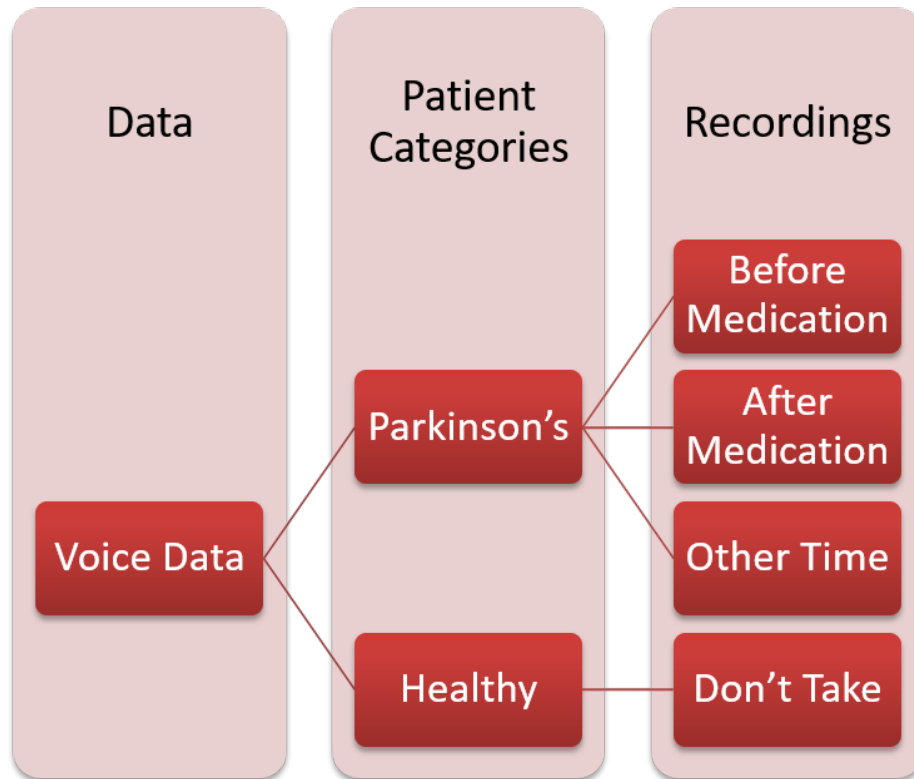 Data
Patient
Categories
Recordings
Voice Data
Parkinson’s
Healthy
Before
Medication
After
Medication
Other Time
Don’t Take